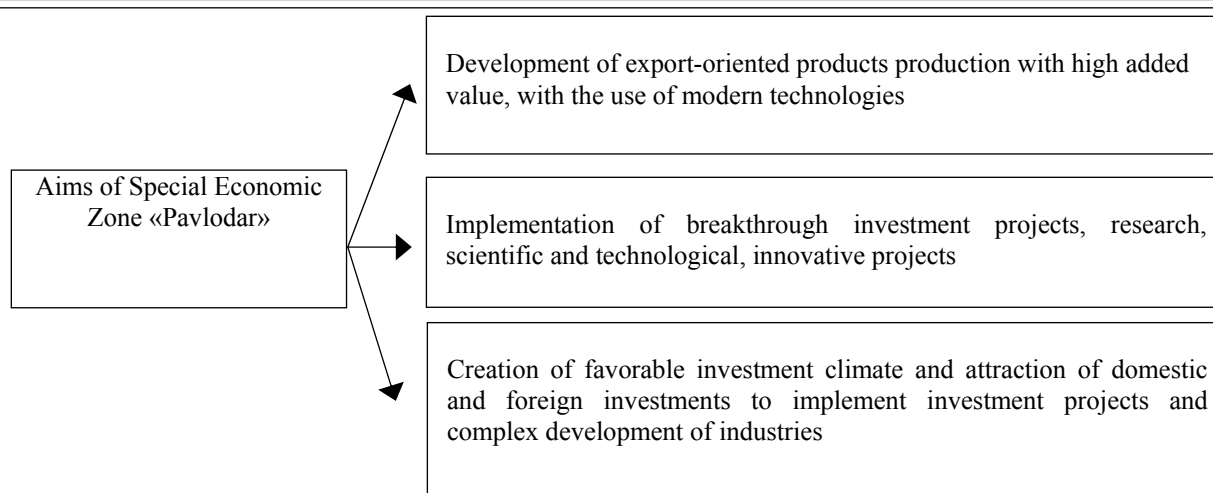 Development of export-oriented products production with high added
value, with the use of modern technologies
Aims of Special Economic
Zone «Pavlodar»
Implementation of breakthrough investment projects, research,
scientific and technological, innovative projects
Creation of favorable investment climate and attraction of domestic
and foreign investments to implement investment projects and
complex development of industries